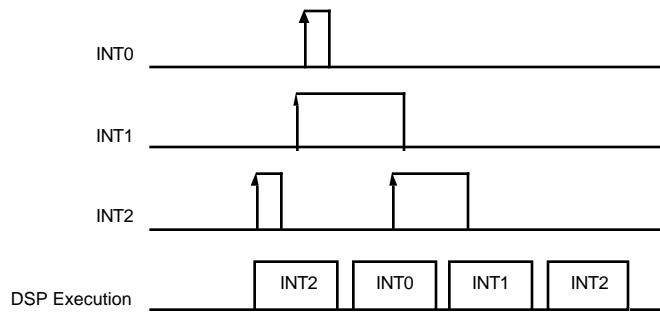 INT0
INT1
INT2
DSP Execution
INT2 INT0 INT1 INT2